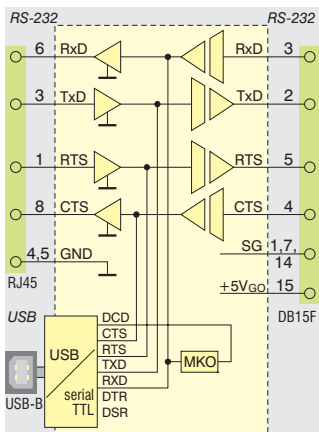 RS-232 RS-232
6 RxD RxD 3
3 TxD TxD 2
1 RTS RTS 5
8 CTS CTS 4
4,5 GND SG 1,7,
14
RJ45 +5VGO 15
USB DCD DB15F
CTS
USB RTS MKO
TXD
USB-B serial RXD
TTL DTR
DSR